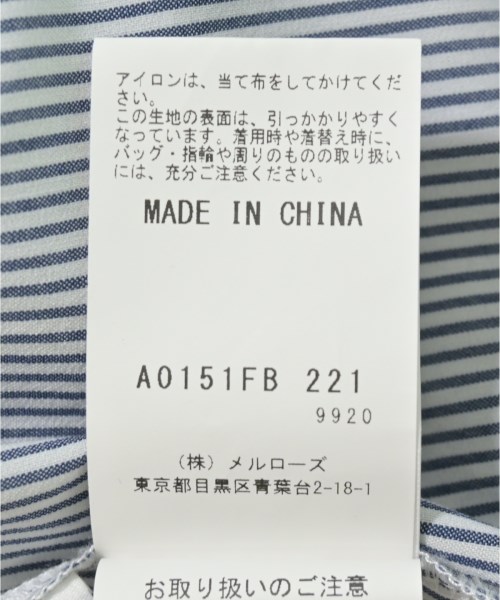 アイロンは、当て布をしてかけてくだ
さい。
この生地の表面は、引っかかりやすく
なっています。着用時や着替え時に、
バッグ・指輪や周りのものの取り扱い
には、充分ご注意ください。
MADE IN CHINA
A0151FB 221
9920
(株)メルローズ
東京都目黒区青葉台2-18-1
お取り扱いのご注意